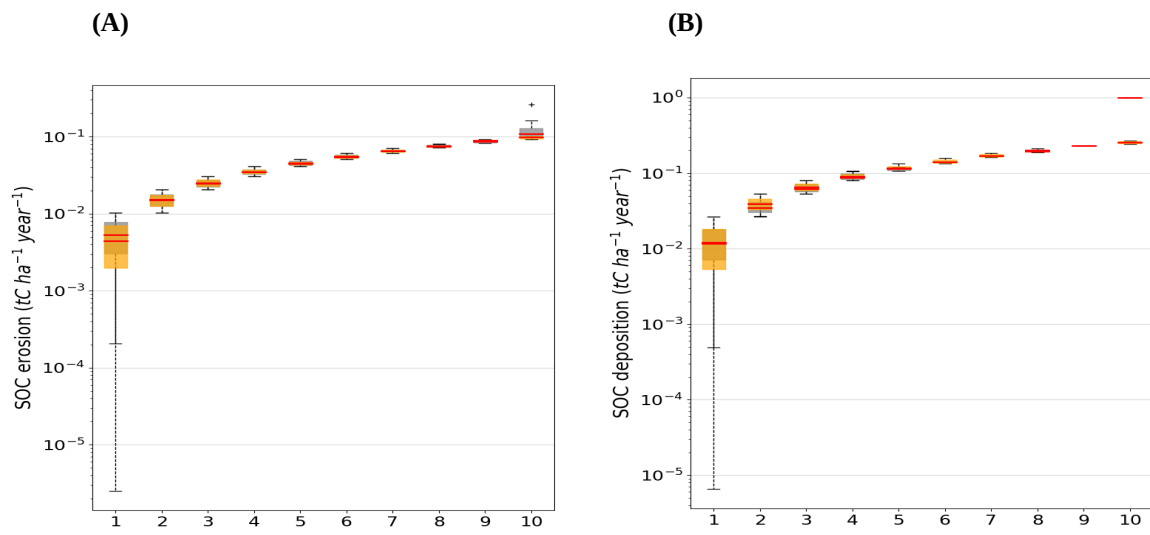 (A)
(B)
SOC erosion (tC ha⁻¹ year⁻¹)
10⁻¹
10⁻²
10⁻³
10⁻⁴
10⁻⁵
1 2 3 4 5 6 7 8 9 10
SOC deposition (tC ha⁻¹ year⁻¹)
10⁰
10⁻¹
10⁻²
10⁻³
10⁻⁴
10⁻⁵
1 2 3 4 5 6 7 8 9 10